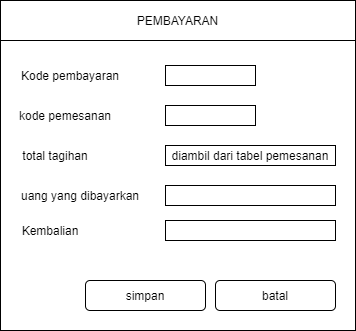 PEMBAYARAN
Kode pembayaran
kode pemesanan
total tagihan diambil dari tabel pemesanan
uang yang dibayarkan
Kembalian
simpan batal